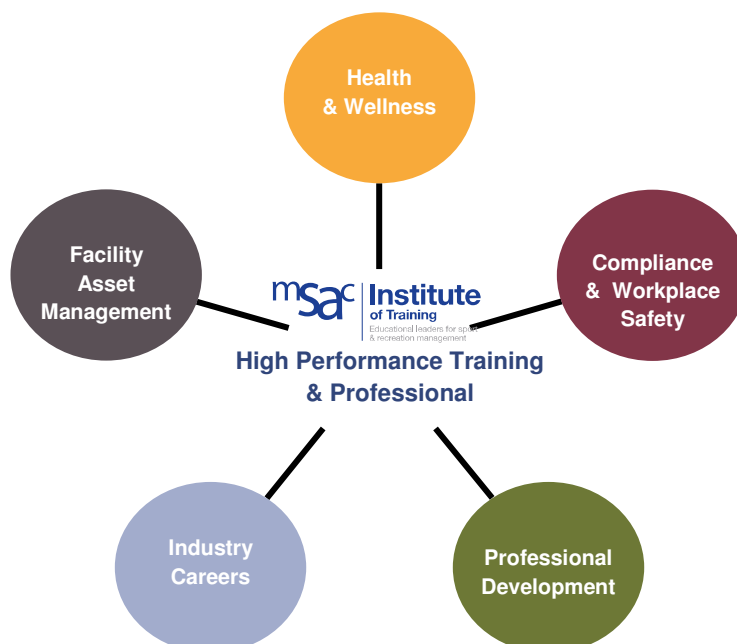 Health
& Wellness
Facility
Asset
Management
Compliance
& Workplace
Safety
msac Institute
of Training
Educational leaders for sport
& recreation management
High Performance Training
& Professional
Industry
Careers
Professional
Development